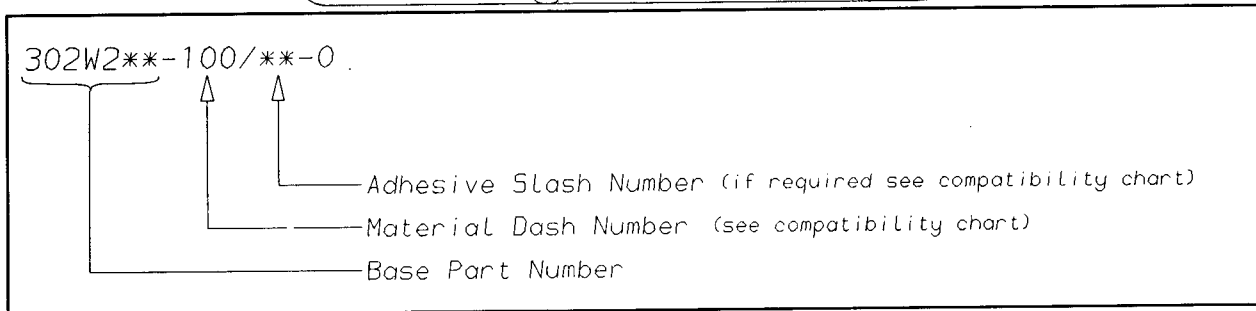 302W2**-100/**-0
Adhesive Slash Number (if required see compatibility chart)
Material Dash Number (see compatibility chart)
Base Part Number